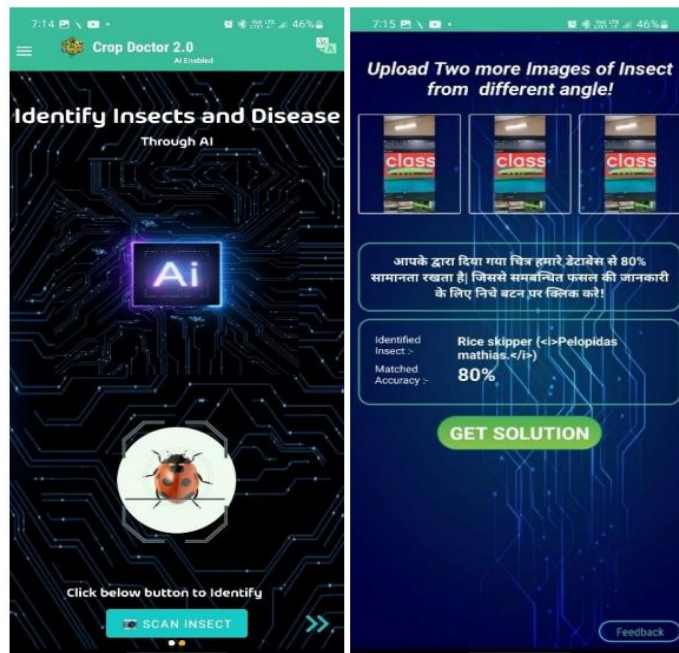 7:14
46%
Crop Doctor 2.0
AI Enabled
Identify Insects and Disease
Through AI
Ai
Click below button to Identify
SCAN INSECT
7:15
46%
Upload Two more Images of Insect
from different angle!
class
class
class
आपके द्वारा दिया गया चित्र हमारे डेटाबेस से 80%
सामानता रखता है| जिससे समबन्धित फसल की जानकारी
के लिए निचे बटन पर क्लिक करे!
Identified
Insect :-
Rice skipper (<i>Pelopidas
mathias.</i>)
Matched
Accuracy :-
80%
GET SOLUTION
Feedback